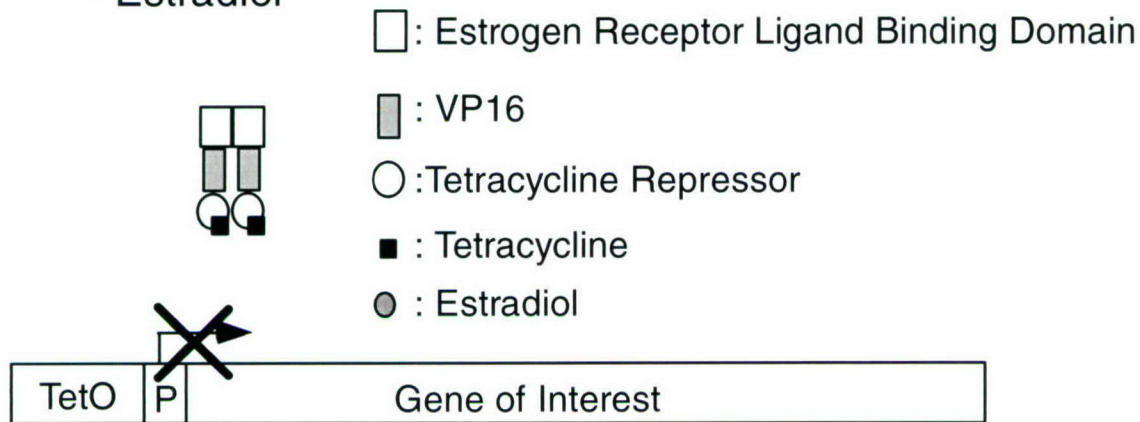 Estradiol
: Estrogen Receptor Ligand Binding Domain
: VP16
:Tetracycline Repressor
: Tetracycline
: Estradiol
TetO P Gene of Interest